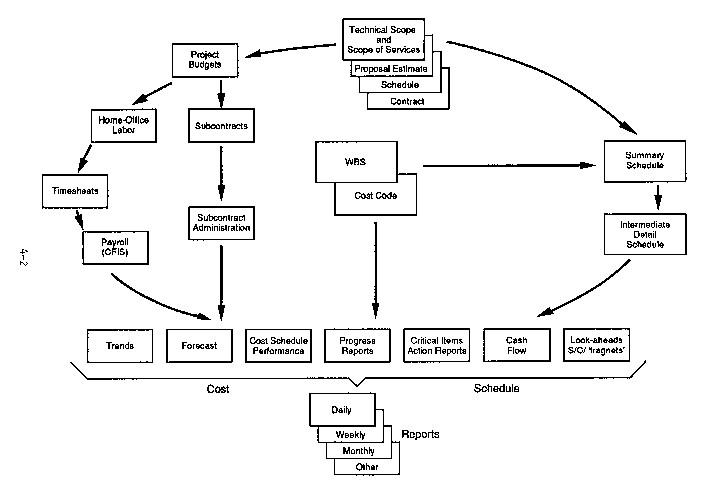 Technical Scope
and
Scope of Services
Proposal Estimate
Schedule
Contract
Project
Budgets
Home-Office
Labor
Subcontracts
WBS
Cost Code
Summary
Schedule
Timesheets
Subcontract
Administration
Intermediate
Detail
Schedule
Payroll
(CFIS)
4-2
Trends
Forecast
Cost Schedule
Performance
Progress
Reports
Critical Items
Action Reports
Cash
Flow
Look-aheads
S/C/ "fragnets"
Cost
Schedule
Daily
Weekly
Monthly
Other
Reports